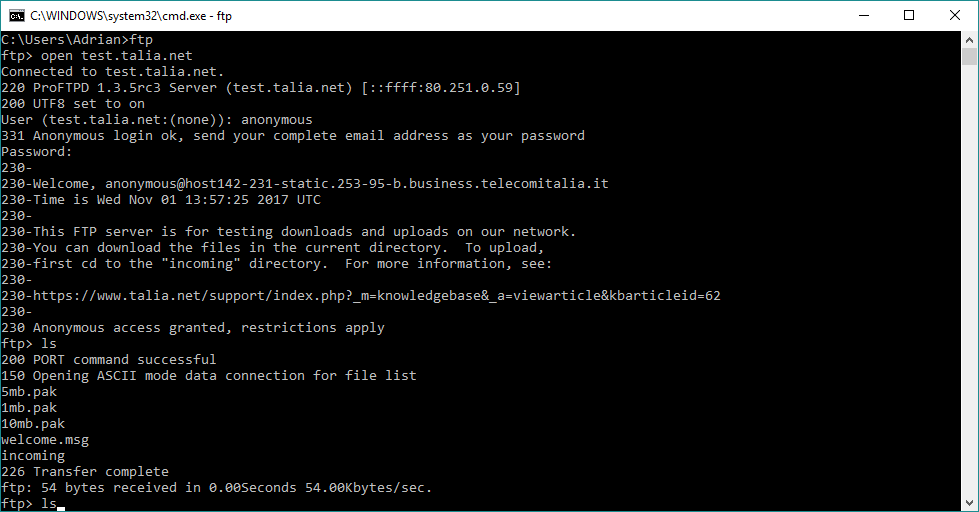 C:\WINDOWS\system32\cmd.exe - ftp
C:\Users\Adrian>ftp
ftp> open test.talia.net
Connected to test.talia.net.
220 ProFTPD 1.3.5rc3 Server (test.talia.net) [::ffff:80.251.0.59]
200 UTF8 set to on
User (test.talia.net:(none)): anonymous
331 Anonymous login ok, send your complete email address as your password
Password:
230-
230-Welcome, anonymous@host142-231-static.253-95-b.business.telecomitalia.it
230-Time is Wed Nov 01 13:57:25 2017 UTC
230-
230-This FTP server is for testing downloads and uploads on our network.
230-You can download the files in the current directory.  To upload,
230-first cd to the "incoming" directory.  For more information, see:
230-
230-https://www.talia.net/support/index.php?_m=knowledgebase&_a=viewarticle&kbarticleid=62
230-
230 Anonymous access granted, restrictions apply
ftp> ls
200 PORT command successful
150 Opening ASCII mode data connection for file list
5mb.pak
1mb.pak
10mb.pak
welcome.msg
incoming
226 Transfer complete
ftp: 54 bytes received in 0.00Seconds 54.00Kbytes/sec.
ftp> ls